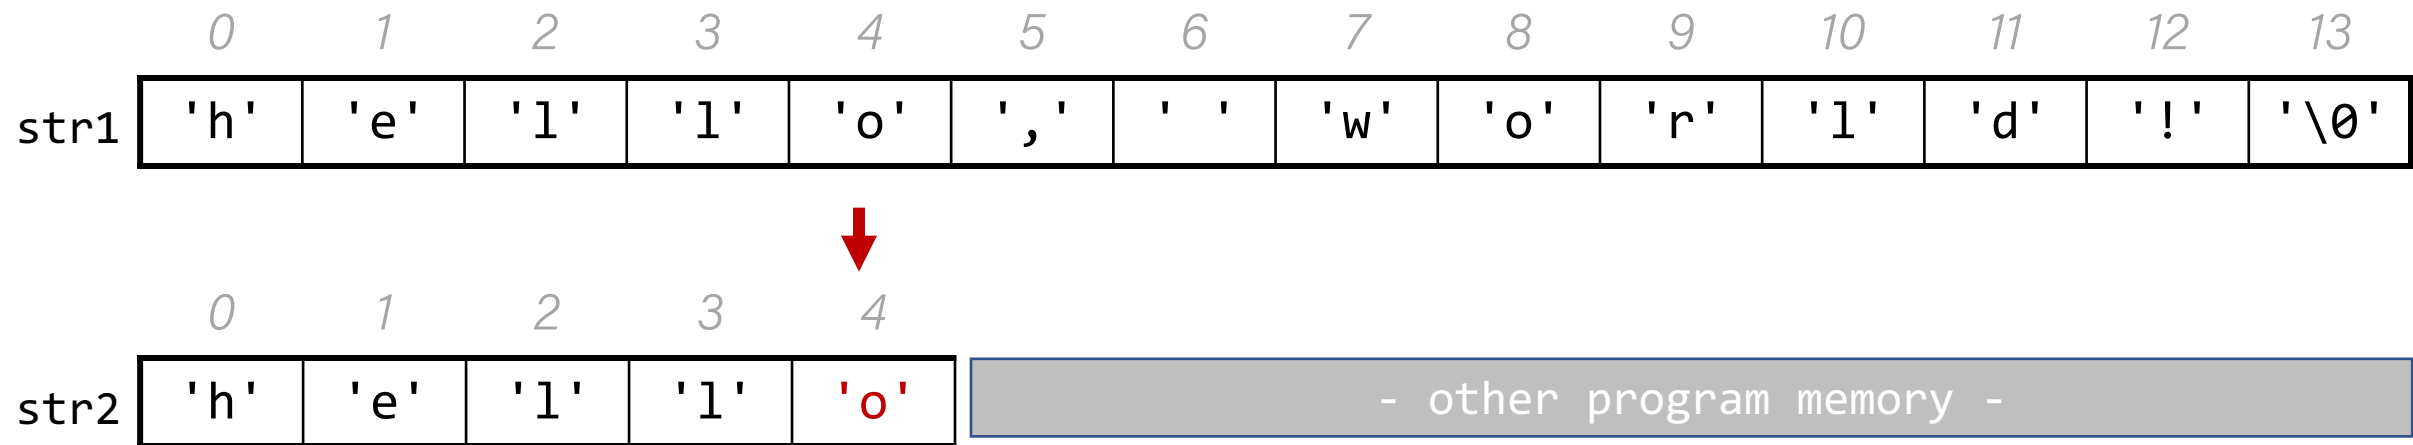 0 1 2 3 4 5 6 7 8 9 10 11 12 13
str1 'h' 'e' 'l' 'l' 'o' ',' ' ' 'w' 'o' 'r' 'l' 'd' '!' '\0'
0 1 2 3 4
str2 'h' 'e' 'l' 'l' 'o' - other program memory -